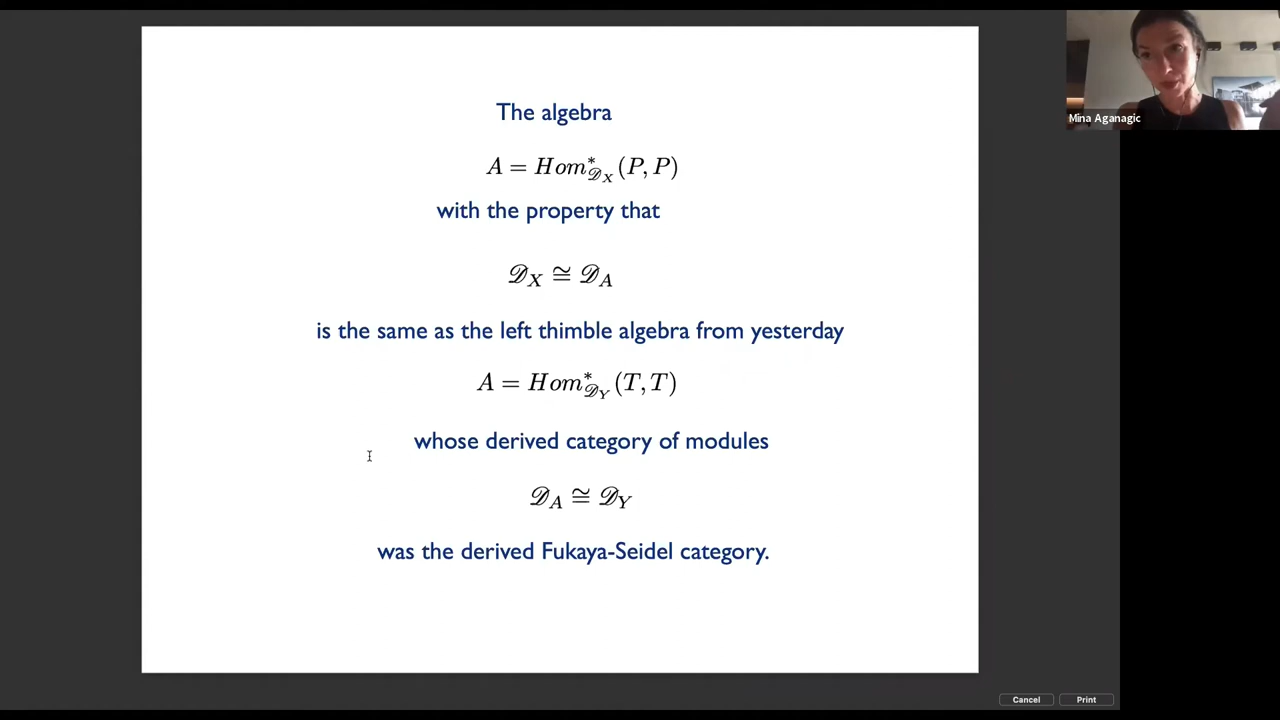 The algebra
A = Hom*_{𝒟_X}(P, P)
with the property that
𝒟_X ≅ 𝒟_A
is the same as the left thimble algebra from yesterday
A = Hom*_{𝒟_Y}(T, T)
whose derived category of modules
𝒟_A ≅ 𝒟_Y
was the derived Fukaya-Seidel category.
Mina Aganagic
Cancel
Print